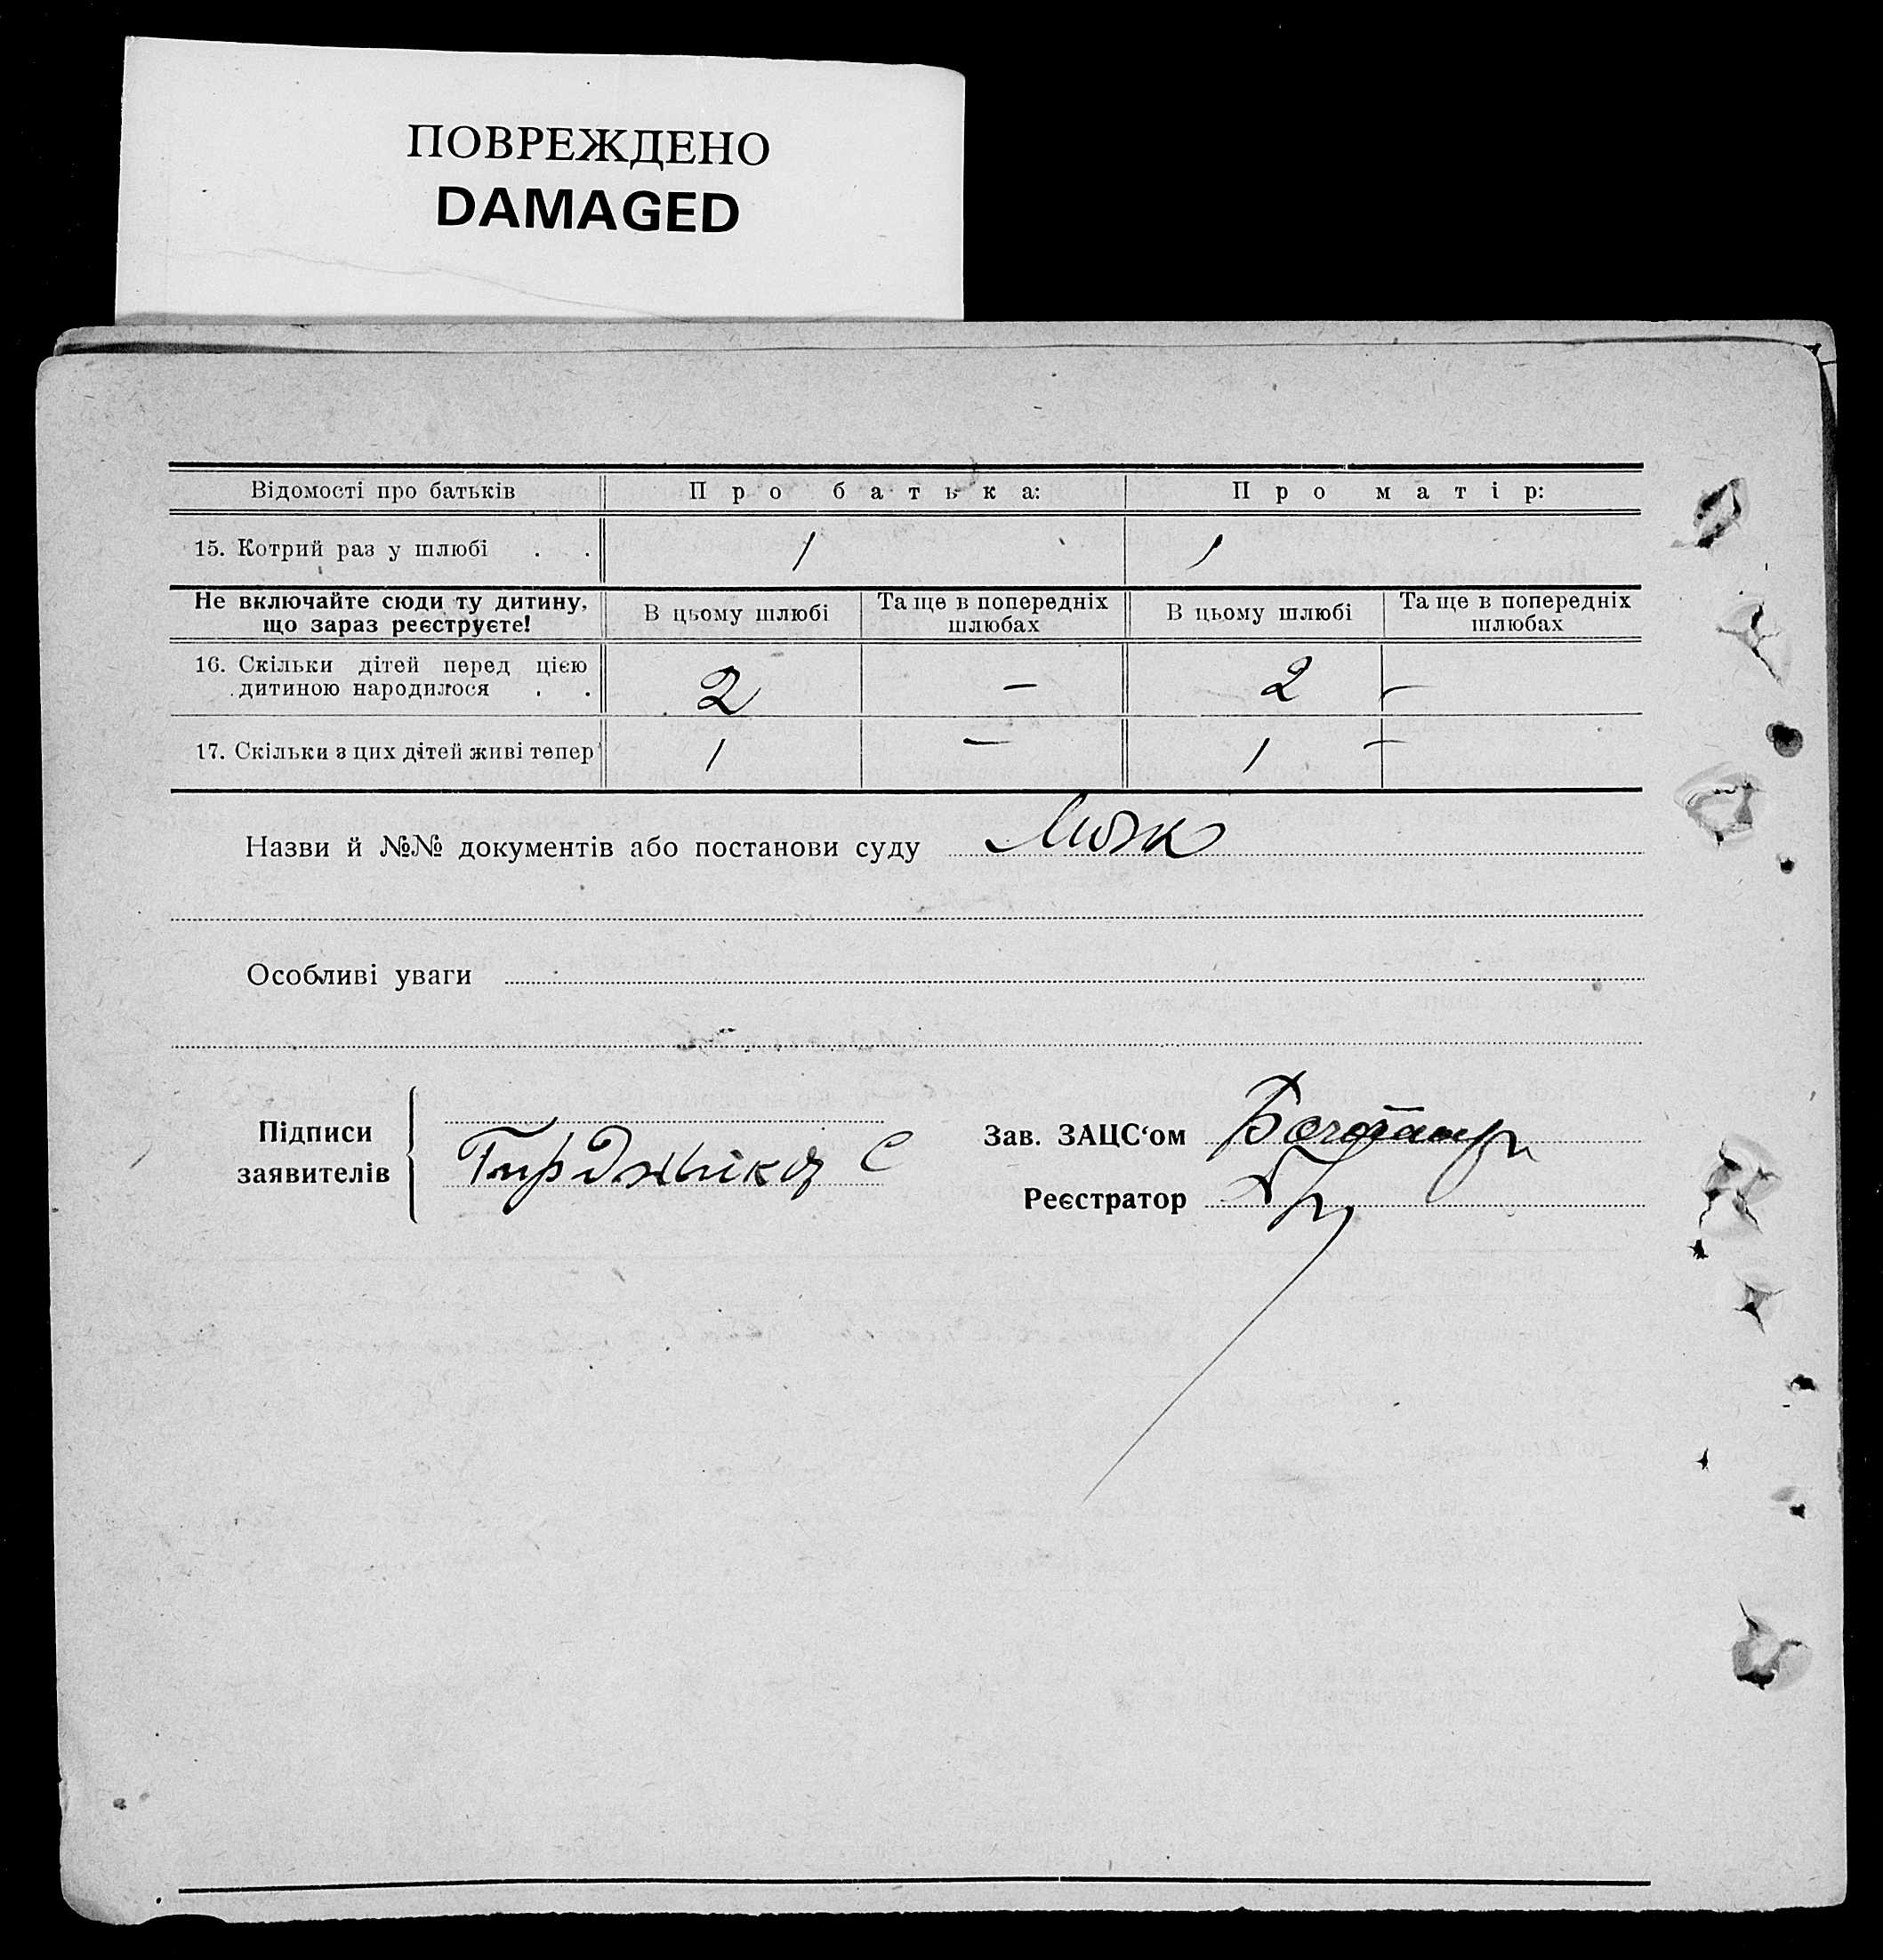 ПОВРЕЖДЕНО
DAMAGED
Відомості про батьків Про батька: Про матір:
15. Котрий раз у шлюбі . . 1 1
Не включайте сюди ту дитину, що зараз реєструєте! В цьому шлюбі Та ще в попередніх шлюбах В цьому шлюбі Та ще в попередніх шлюбах
16. Скільки дітей перед цією
дитиною народилося . . 2 — 2 —
17. Скільки з цих дітей живі тепер 1 — 1 —
Назви й №№ документів або постанови суду
Особливі уваги
Підписи
заявителів
Зав. ЗАЦС‘ом
Реєстратор